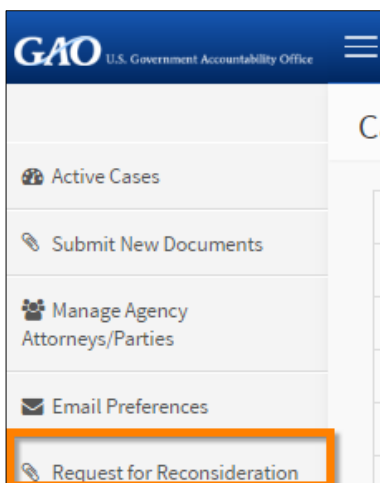 GAO U.S. Government Accountability Office
Active Cases
Submit New Documents
Manage Agency
Attorneys/Parties
Email Preferences
Request for Reconsideration